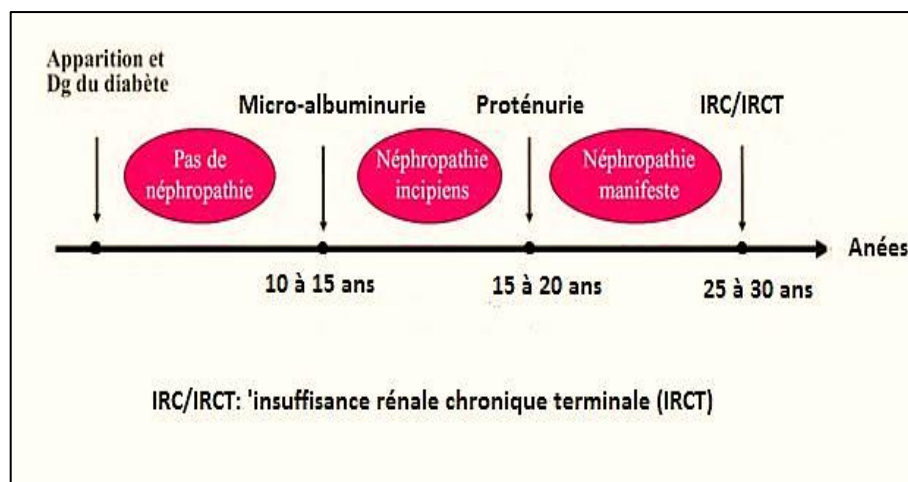 Apparition et
Dg du diabète
Micro-albuminurie
Proténurie
IRC/IRCT
Pas de
néphropathie
Néphropathie
incipiens
Néphropathie
manifeste
Anées
10 à 15 ans
15 à 20 ans
25 à 30 ans
IRC/IRCT: 'insuffisance rénale chronique terminale (IRCT)